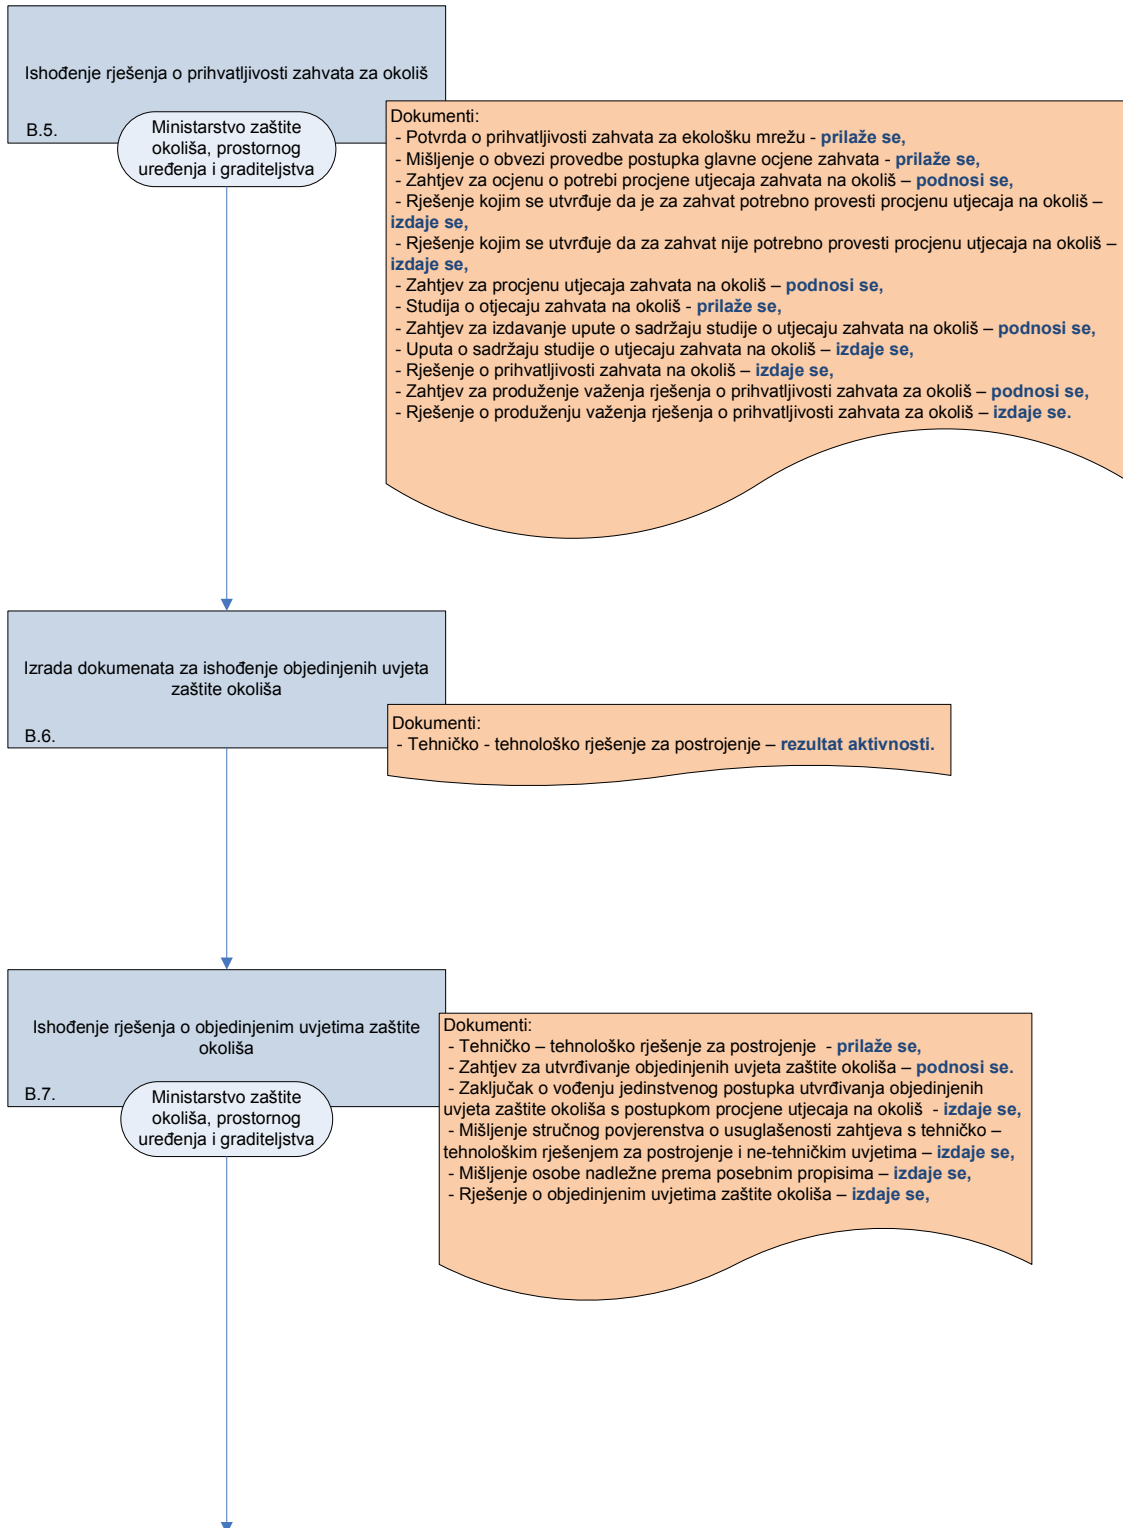 Ishođenje rješenja o prihvatljivosti zahvata za okoliš
B.5.
Ministarstvo zaštite
okoliša, prostornog
uređenja i graditeljstva
Dokumenti:
- Potvrda o prihvatljivosti zahvata za ekološku mrežu - prilaže se,
- Mišljenje o obvezi provedbe postupka glavne ocjene zahvata - prilaže se,
- Zahtjev za ocjenu o potrebi procjene utjecaja zahvata na okoliš – podnosi se,
- Rješenje kojim se utvrđuje da je za zahvat potrebno provesti procjenu utjecaja na okoliš –
izdaje se,
- Rješenje kojim se utvrđuje da za zahvat nije potrebno provesti procjenu utjecaja na okoliš –
izdaje se,
- Zahtjev za procjenu utjecaja zahvata na okoliš – podnosi se,
- Studija o otjecaju zahvata na okoliš - prilaže se,
- Zahtjev za izdavanje upute o sadržaju studije o utjecaju zahvata na okoliš – podnosi se,
- Uputa o sadržaju studije o utjecaju zahvata na okoliš – izdaje se,
- Rješenje o prihvatljivosti zahvata na okoliš – izdaje se,
- Zahtjev za produženje važenja rješenja o prihvatljivosti zahvata za okoliš – podnosi se,
- Rješenje o produženju važenja rješenja o prihvatljivosti zahvata za okoliš – izdaje se.
Izrada dokumenata za ishođenje objedinjenih uvjeta
zaštite okoliša
B.6.
Dokumenti:
- Tehničko - tehnološko rješenje za postrojenje – rezultat aktivnosti.
Ishođenje rješenja o objedinjenim uvjetima zaštite
okoliša
B.7.
Ministarstvo zaštite
okoliša, prostornog
uređenja i graditeljstva
Dokumenti:
- Tehničko – tehnološko rješenje za postrojenje - prilaže se,
- Zahtjev za utvrđivanje objedinjenih uvjeta zaštite okoliša – podnosi se.
- Zaključak o vođenju jedinstvenog postupka utvrđivanja objedinjenih
uvjeta zaštite okoliša s postupkom procjene utjecaja na okoliš - izdaje se,
- Mišljenje stručnog povjerenstva o usuglašenosti zahtjeva s tehničko –
tehnološkim rješenjem za postrojenje i ne-tehničkim uvjetima – izdaje se,
- Mišljenje osobe nadležne prema posebnim propisima – izdaje se,
- Rješenje o objedinjenim uvjetima zaštite okoliša – izdaje se,